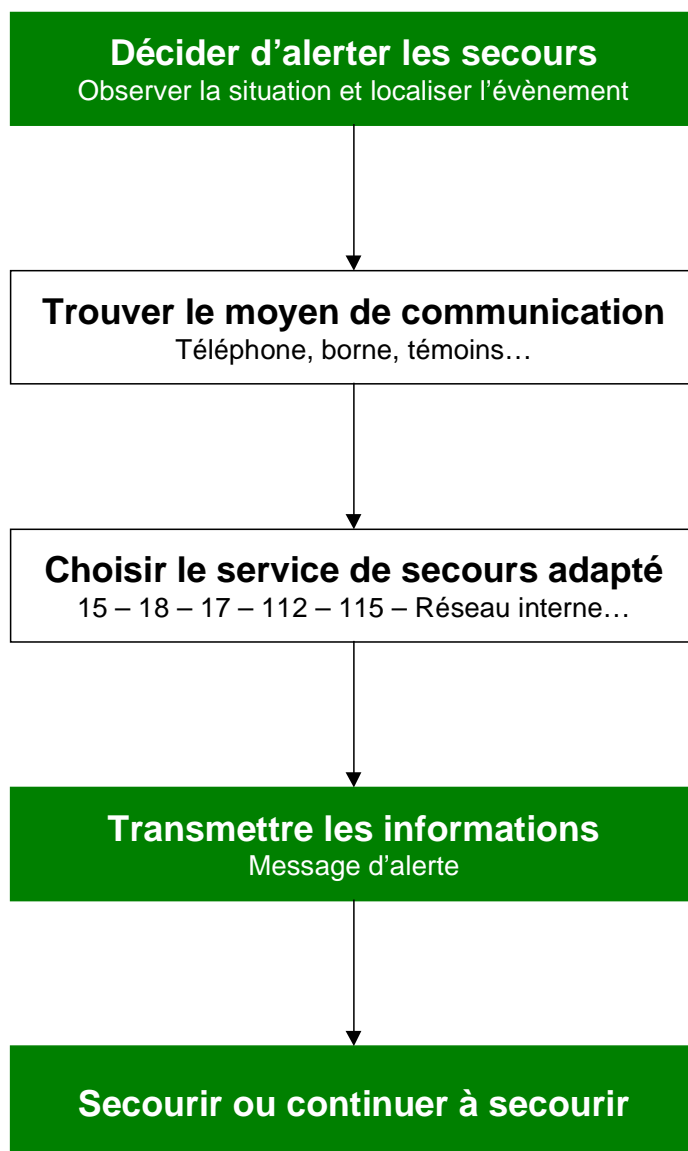 Décider d’alerter les secours
Observer la situation et localiser l’évènement
Trouver le moyen de communication
Téléphone, borne, témoins…
Choisir le service de secours adapté
15 – 18 – 17 – 112 – 115 – Réseau interne…
Transmettre les informations
Message d’alerte
Secourir ou continuer à secourir